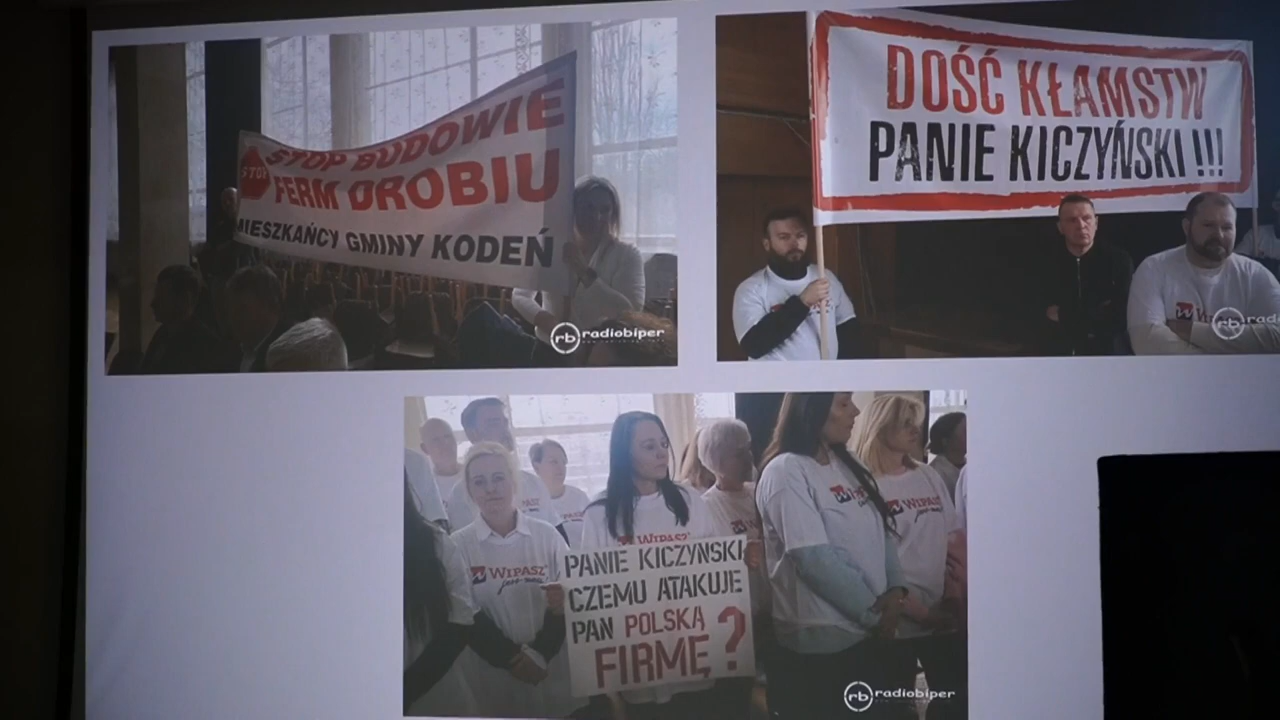 STOP
STOP BUDOWIE
FERM DROBIU
MIESZKAŃCY GMINY KODEŃ
rb radiobiper
DOŚĆ KŁAMSTW
PANIE KICZYŃSKI !!!
rb
WIPASZ
WIPASZ
WIPASZ
PANIE KICZYŃSKI
CZEMU ATAKUJE
PAN POLSKĄ
FIRMĘ?
rb radiobiper